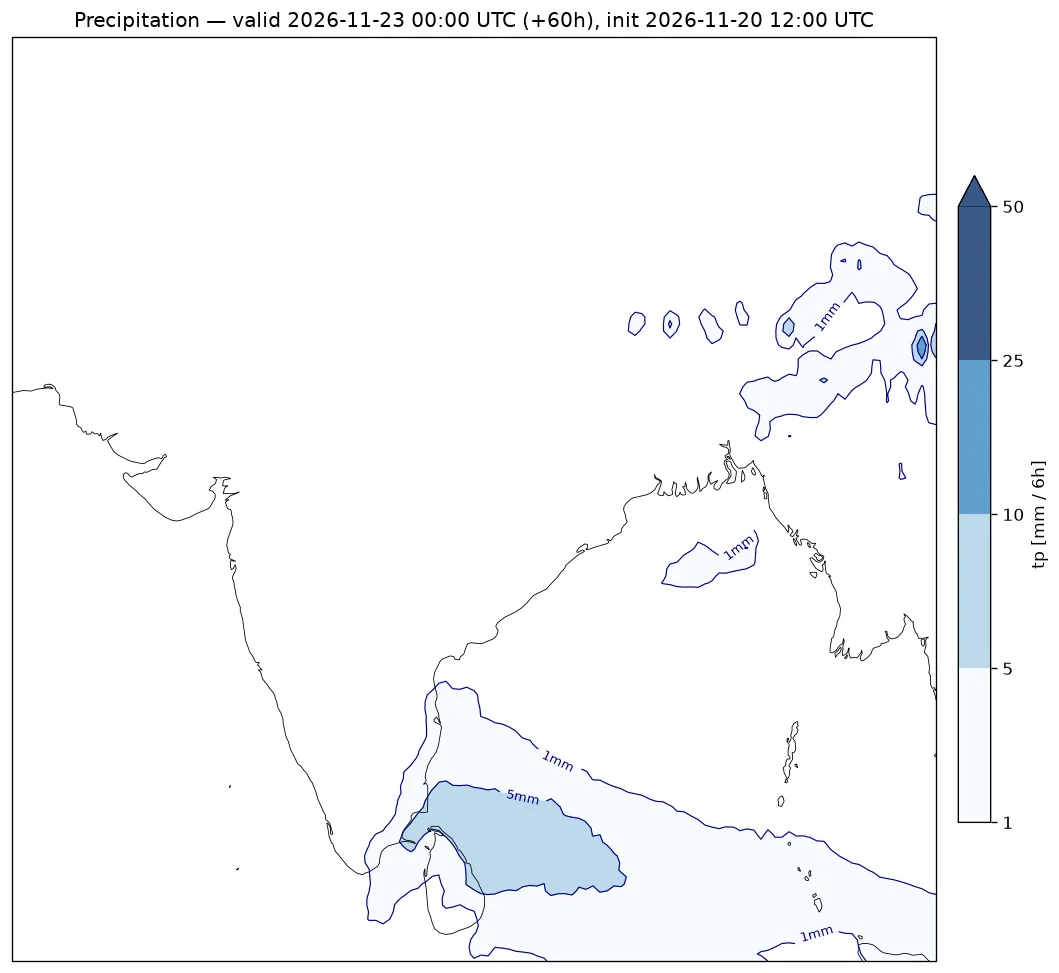 Precipitation — valid 2026-11-23 00:00 UTC (+60h), init 2026-11-20 12:00 UTC
50
1mm
25
tp [mm / 6h]
10
1mm
5
1mm
5mm
1
1mm